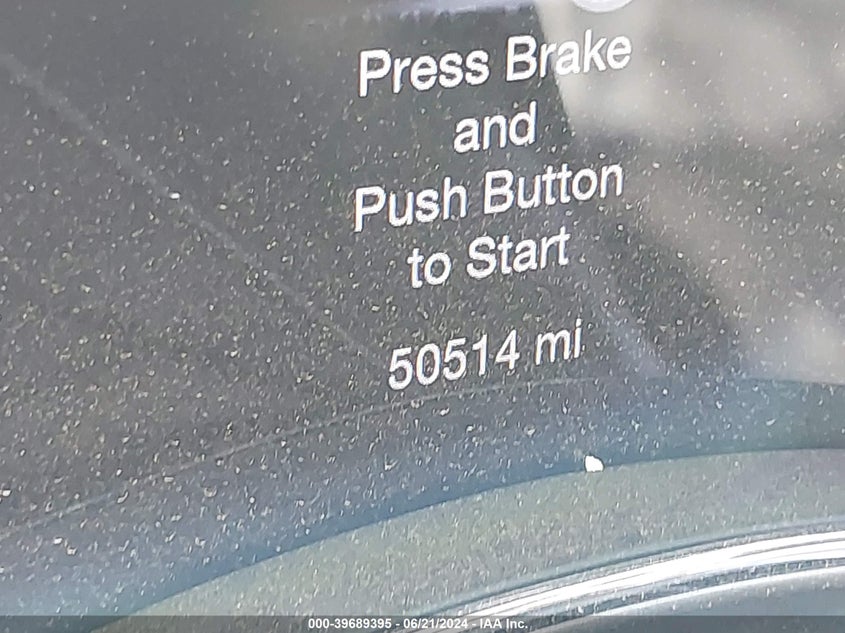 Press Brake
and
Push Button
to Start
50514 mi
000-39689395 - 06/21/2024 - IAA Inc.